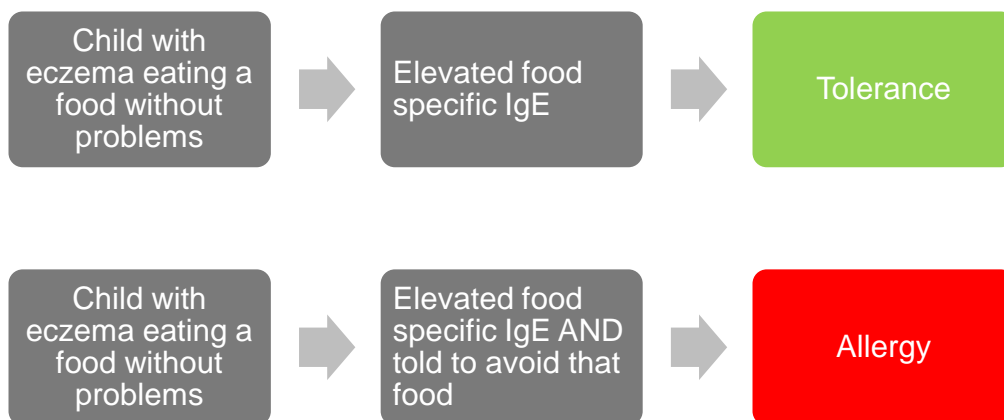 Child with
eczema eating a
food without
problems
Elevated food
specific IgE
Tolerance
Child with
eczema eating a
food without
problems
Elevated food
specific IgE AND
told to avoid that
food
Allergy